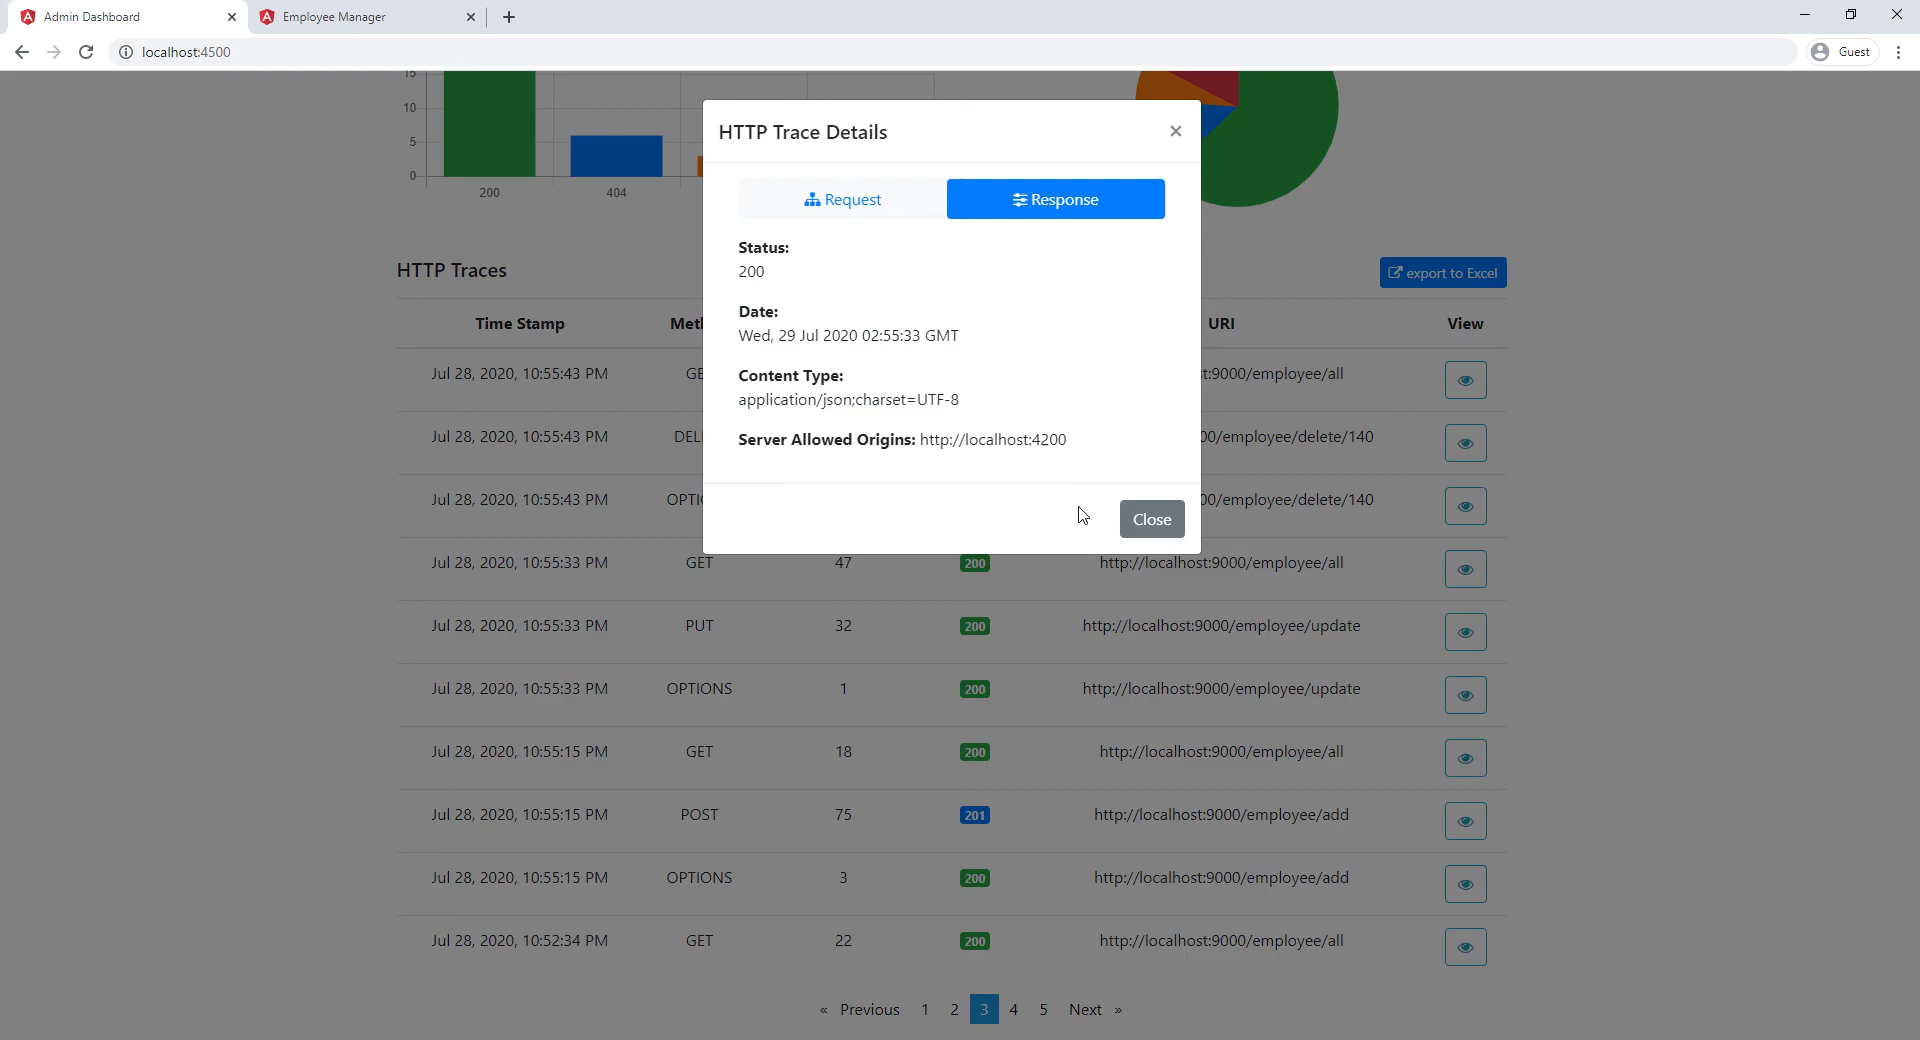 Admin Dashboard
Employee Manager
localhost:4500
Guest
15
10
5
0
200
404
HTTP Trace Details
×
Request
Response
Status:
200
Date:
Wed, 29 Jul 2020 02:55:33 GMT
Content Type:
application/json;charset=UTF-8
Server Allowed Origins: http://localhost:4200
Close
HTTP Traces
export to Excel
Time Stamp Met URI View
Jul 28, 2020, 10:55:43 PM GE t:9000/employee/all
Jul 28, 2020, 10:55:43 PM DEL 00/employee/delete/140
Jul 28, 2020, 10:55:43 PM OPTI 00/employee/delete/140
Jul 28, 2020, 10:55:33 PM GET 47 200 http://localhost:9000/employee/all
Jul 28, 2020, 10:55:33 PM PUT 32 200 http://localhost:9000/employee/update
Jul 28, 2020, 10:55:33 PM OPTIONS 1 200 http://localhost:9000/employee/update
Jul 28, 2020, 10:55:15 PM GET 18 200 http://localhost:9000/employee/all
Jul 28, 2020, 10:55:15 PM POST 75 201 http://localhost:9000/employee/add
Jul 28, 2020, 10:55:15 PM OPTIONS 3 200 http://localhost:9000/employee/add
Jul 28, 2020, 10:52:34 PM GET 22 200 http://localhost:9000/employee/all
« Previous 1 2 3 4 5 Next »